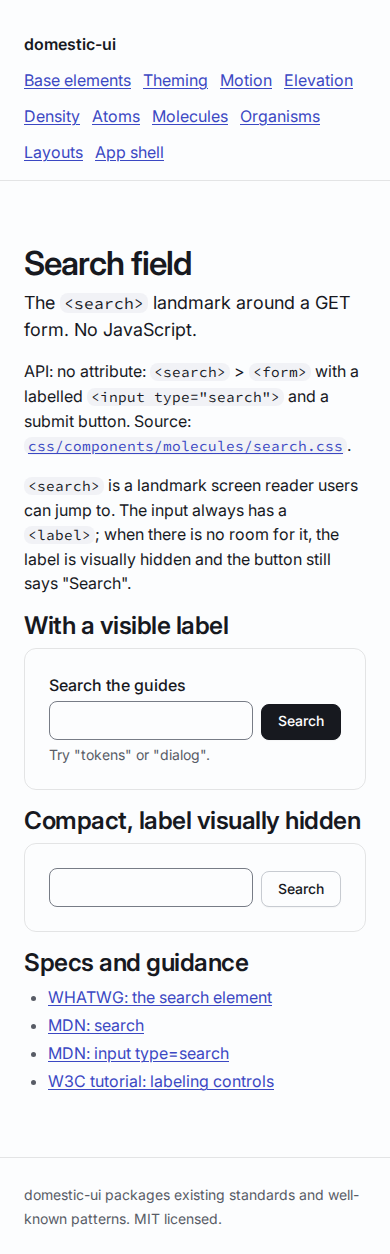 domestic-ui
Base elements Theming Motion Elevation
Density Atoms Molecules Organisms
Layouts App shell
Search field
The <search> landmark around a GET
form. No JavaScript.
API: no attribute: <search> > <form> with a
labelled <input type="search"> and a
submit button. Source:
css/components/molecules/search.css.
<search> is a landmark screen reader users
can jump to. The input always has a
<label>; when there is no room for it, the
label is visually hidden and the button still
says "Search".
With a visible label
Search the guides
Search
Try "tokens" or "dialog".
Compact, label visually hidden
Search
Specs and guidance
WHATWG: the search element
MDN: search
MDN: input type=search
W3C tutorial: labeling controls
domestic-ui packages existing standards and well-
known patterns. MIT licensed.